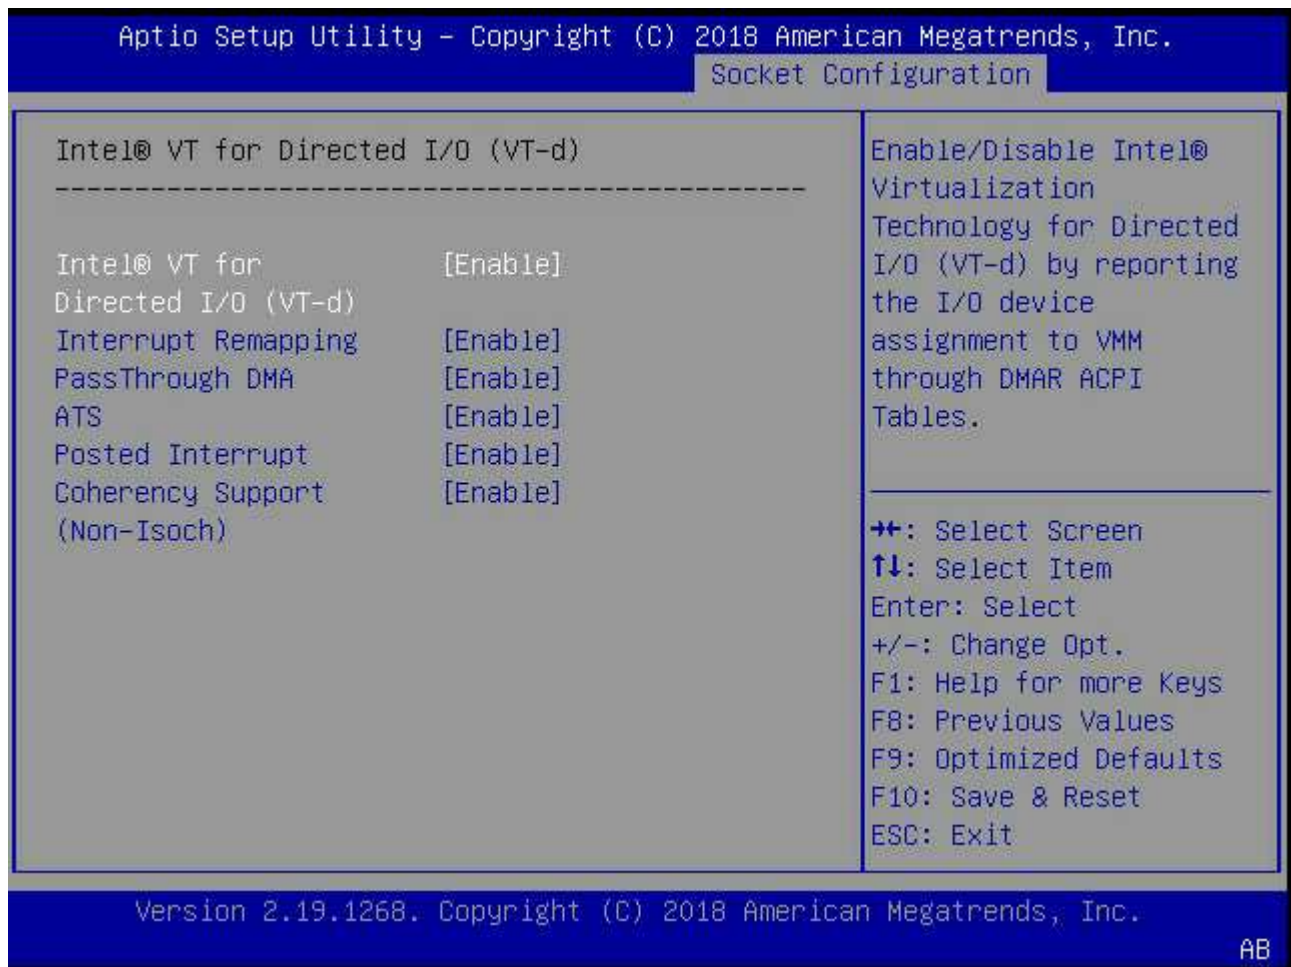 Aptio Setup Utility – Copyright (C) 2018 American Megatrends, Inc.
Socket Configuration
Intel® VT for Directed I/O (VT-d)
------------------------------------------------
Intel® VT for [Enable]
Directed I/O (VT-d)
Interrupt Remapping [Enable]
PassThrough DMA [Enable]
ATS [Enable]
Posted Interrupt [Enable]
Coherency Support [Enable]
(Non-Isoch)
Enable/Disable Intel®
Virtualization
Technology for Directed
I/O (VT-d) by reporting
the I/O device
assignment to VMM
through DMAR ACPI
Tables.
→←: Select Screen
↑↓: Select Item
Enter: Select
+/-: Change Opt.
F1: Help for more Keys
F8: Previous Values
F9: Optimized Defaults
F10: Save & Reset
ESC: Exit
Version 2.19.1268. Copyright (C) 2018 American Megatrends, Inc.
AB